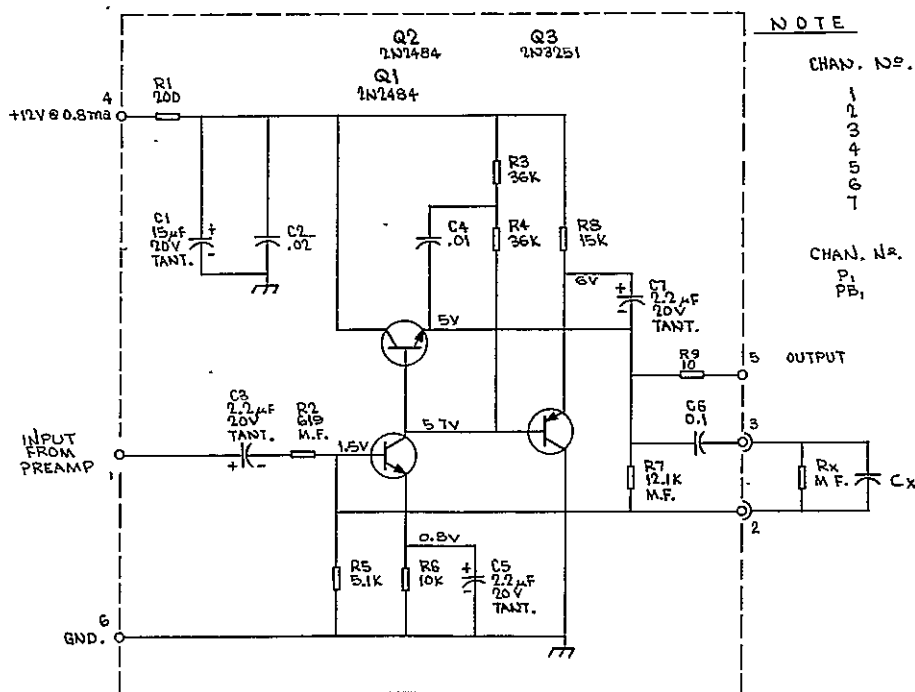 NOTE
Q2
2N2484
Q3
2N3251
CHAN. NO.
Q1
2N2484
R1
200
4
+12V@0.8ma
1
2
3
4
5
6
7
R3
36K
C1
15µF
20V
TANT.
+
-
C2
.02
C4
.01
R4
36K
R8
15K
CHAN. NO.
P1
PB1
6V
+
-
C7
2.2µF
20V
TANT.
5V
R9
10
5
OUTPUT
C3
2.2µF
20V
TANT.
+ -
R2
619
M.F.
5.7V
C6
0.1
3
INPUT
FROM
PREAMP
1
1.5V
R7
12.1K
M.F.
Rx
M F.
Cx
2
0.8V
R5
5.1K
R6
10K
+
-
C5
2.2µF
20V
TANT.
6
GND.